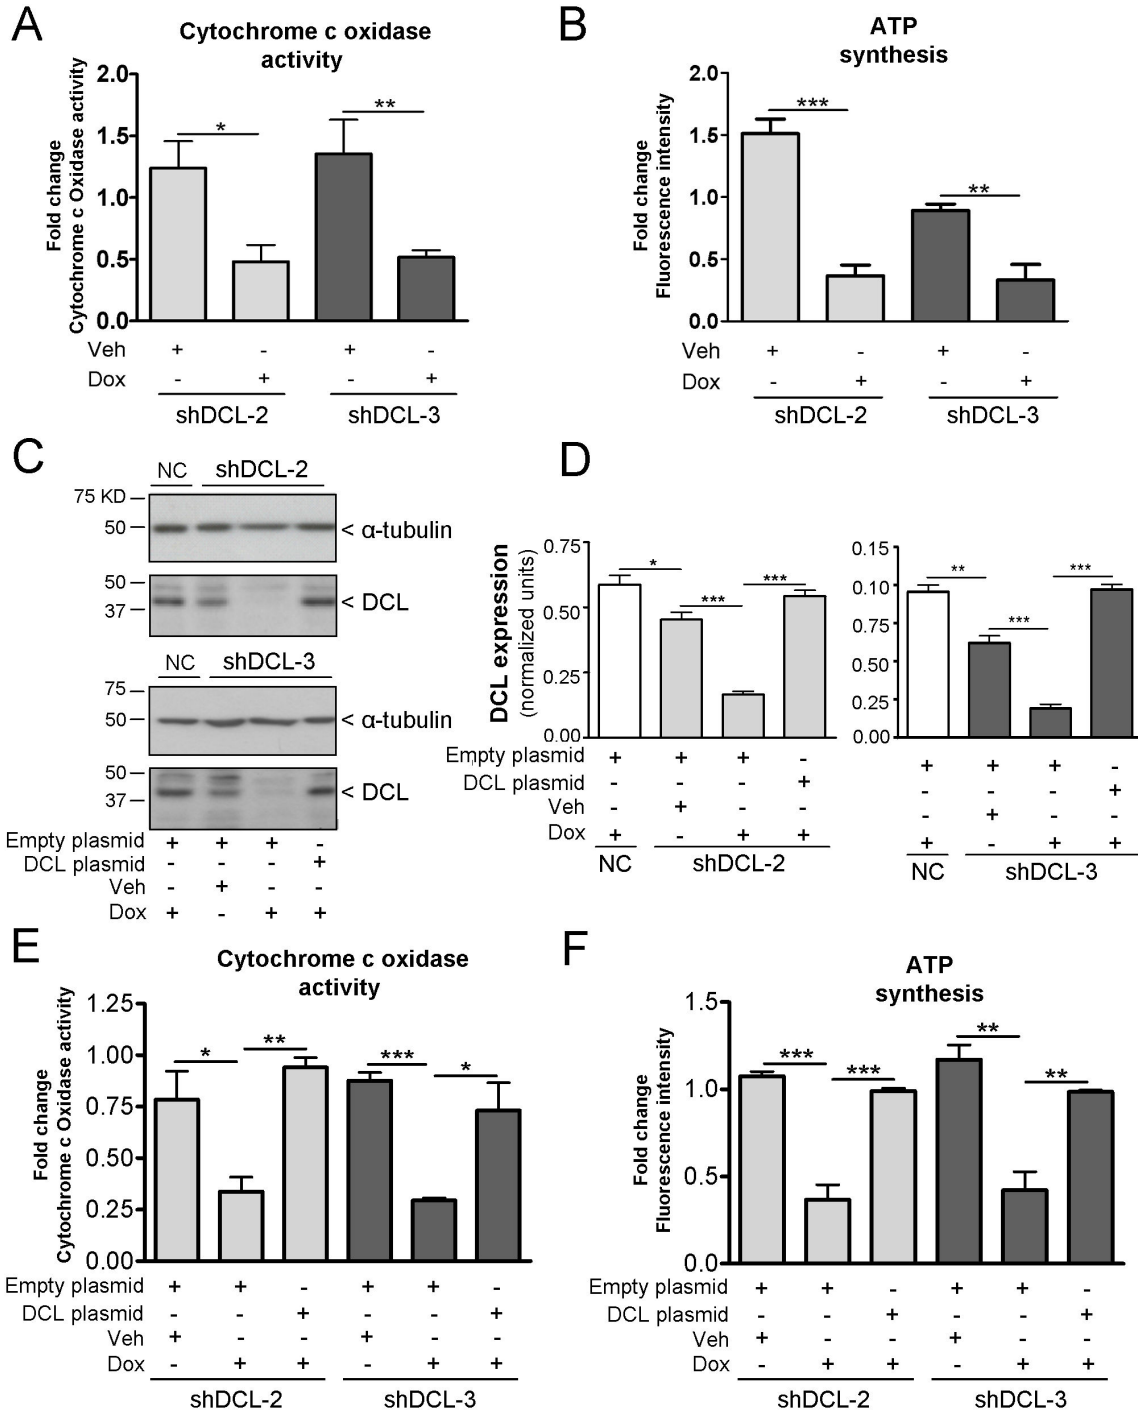 A
Cytochrome c oxidase
activity
Fold change
Cytochrome c Oxidase activity
2.0
1.5
1.0
0.5
0.0
*
**
Veh + - + -
Dox - + - +
shDCL-2 shDCL-3
B
ATP
synthesis
Fold change
Fluorescence intensity
2.0
1.5
1.0
0.5
0.0
***
**
Veh + - + -
Dox - + - +
shDCL-2 shDCL-3
C
NC shDCL-2
75 KD
50
< α-tubulin
50
37
< DCL
NC shDCL-3
75
50
< α-tubulin
50
37
< DCL
Empty plasmid + + + -
DCL plasmid - - - +
Veh - + - -
Dox + - + +
D
DCL expression
(normalized units)
0.75
0.50
0.25
0.00
*
***
***
0.15
0.10
0.75
0.50
0.25
0.00
**
***
***
Empty plasmid + + + - + + + -
DCL plasmid - - - + - - - +
Veh - + - - - + - -
Dox + - + + + - + +
NC shDCL-2 NC shDCL-3
E
Cytochrome c oxidase
activity
Fold change
Cytochrome c Oxidase activity
1.25
1.00
0.75
0.50
0.25
0.00
*
**
***
*
Empty plasmid + + - + + -
DCL plasmid - - + - - +
Veh + - - + - -
Dox - + + - + +
shDCL-2 shDCL-3
F
ATP
synthesis
Fold change
Fluorescence intensity
1.5
1.0
0.5
0.0
***
***
**
**
Empty plasmid + + - + + -
DCL plasmid - - + - - +
Veh + - - + - -
Dox - + + - + +
shDCL-2 shDCL-3